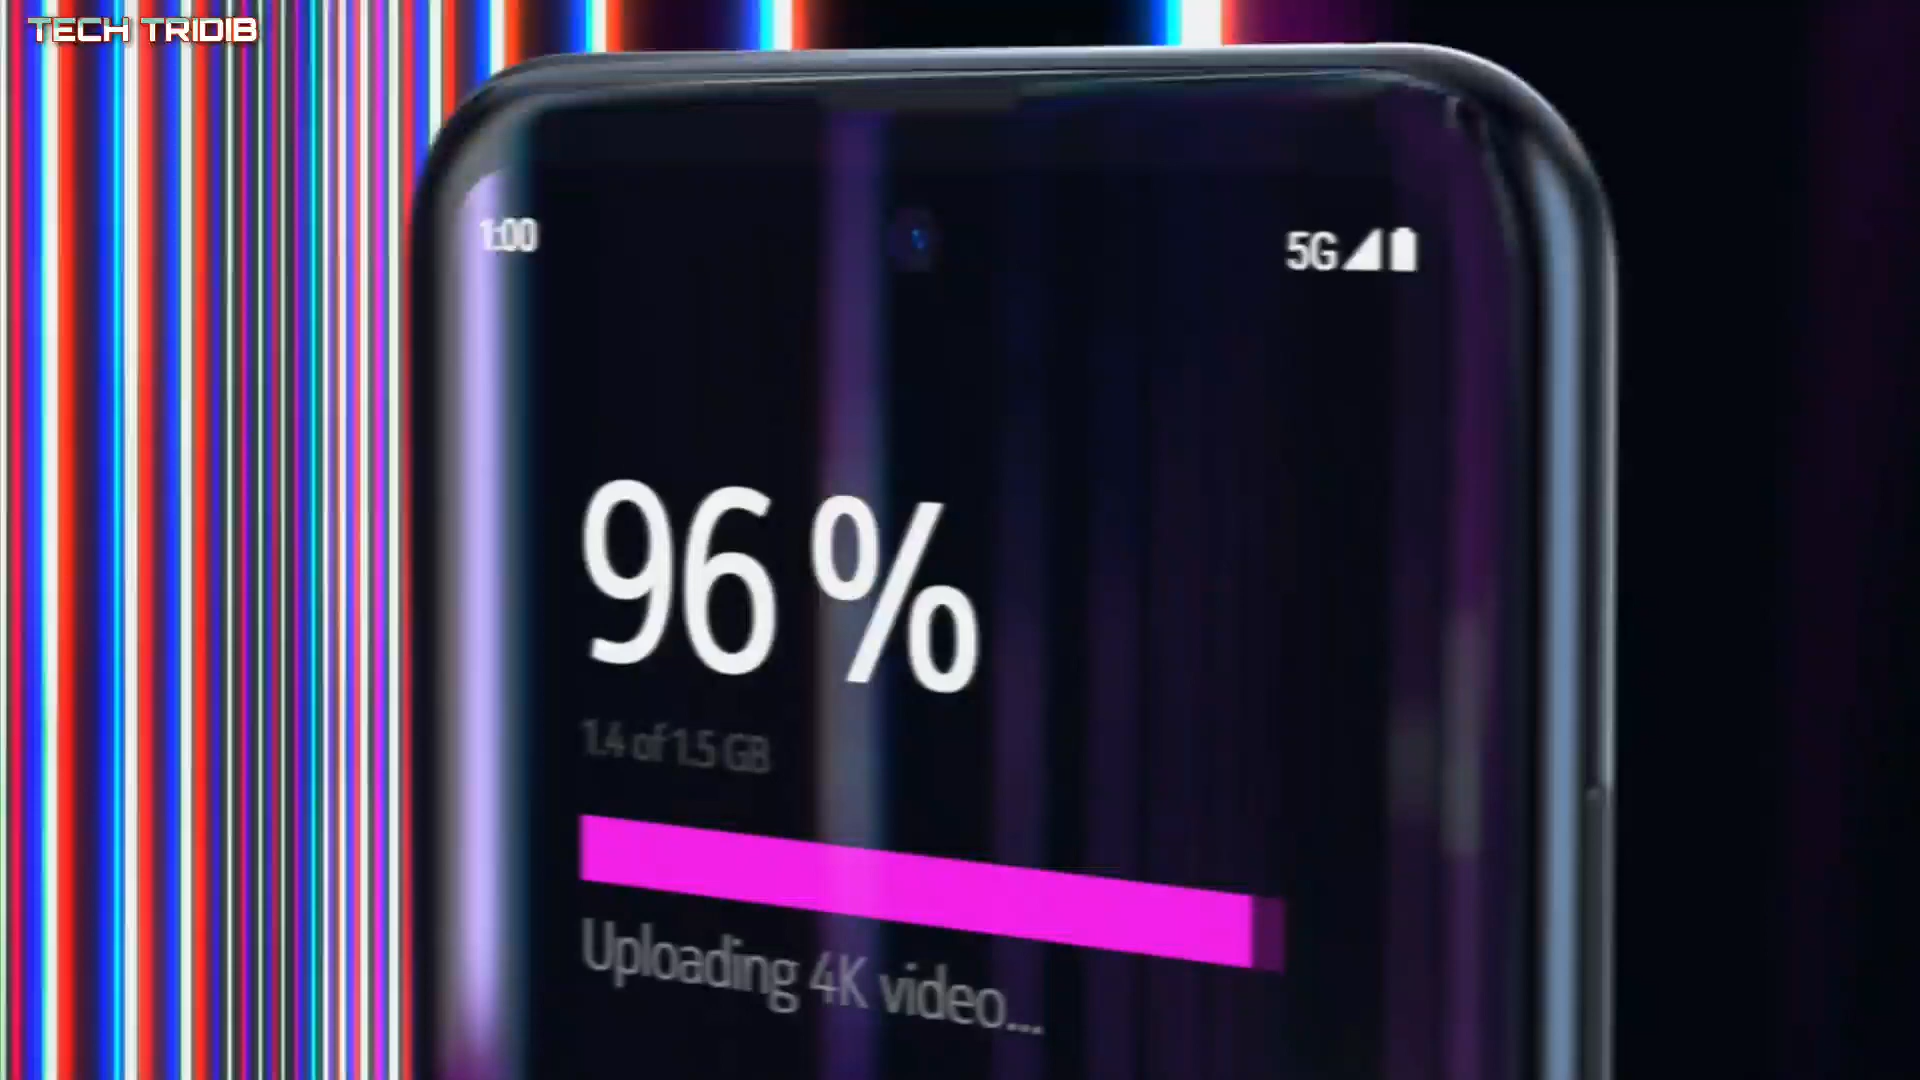 TECH TRIDIB
1:00
5G
96 %
1.4 of 1.5 GB
Uploading 4K video...